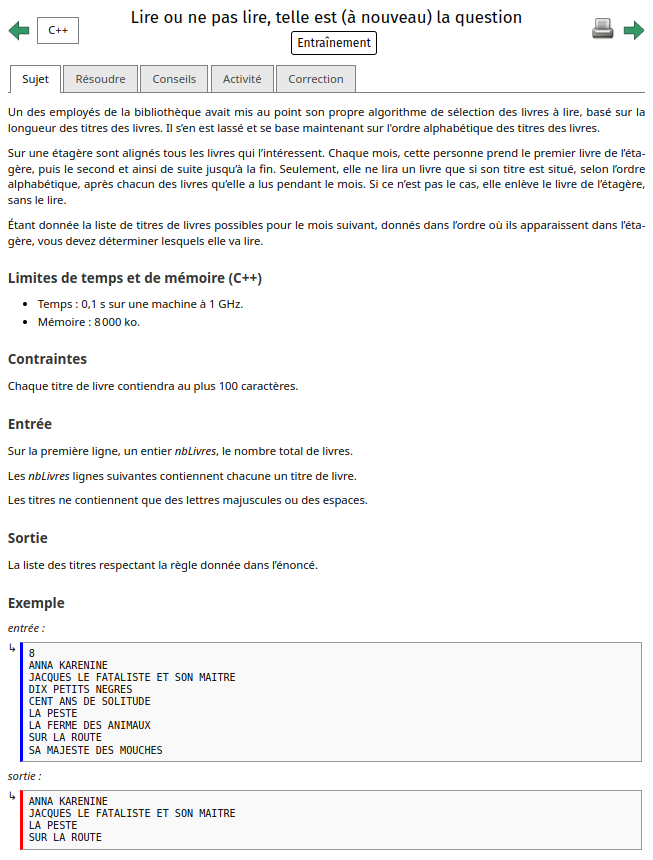 C++
Lire ou ne pas lire, telle est (à nouveau) la question
Entraînement
Sujet
Résoudre
Conseils
Activité
Correction
Un des employés de la bibliothèque avait mis au point son propre algorithme de sélection des livres à lire, basé sur la
longueur des titres des livres. Il s’en est lassé et se base maintenant sur l'ordre alphabétique des titres des livres.
Sur une étagère sont alignés tous les livres qui l’intéressent. Chaque mois, cette personne prend le premier livre de l’éta-
gère, puis le second et ainsi de suite jusqu’à la fin. Seulement, elle ne lira un livre que si son titre est situé, selon l’ordre
alphabétique, après chacun des livres qu’elle a lus pendant le mois. Si ce n’est pas le cas, elle enlève le livre de l’étagère,
sans le lire.
Étant donnée la liste de titres de livres possibles pour le mois suivant, donnés dans l’ordre où ils apparaissent dans l’éta-
gère, vous devez déterminer lesquels elle va lire.
Limites de temps et de mémoire (C++)
• Temps : 0,1 s sur une machine à 1 GHz.
• Mémoire : 8 000 ko.
Contraintes
Chaque titre de livre contiendra au plus 100 caractères.
Entrée
Sur la première ligne, un entier nbLivres, le nombre total de livres.
Les nbLivres lignes suivantes contiennent chacune un titre de livre.
Les titres ne contiennent que des lettres majuscules ou des espaces.
Sortie
La liste des titres respectant la règle donnée dans l’énoncé.
Exemple
entrée :
8
ANNA KARENINE
JACQUES LE FATALISTE ET SON MAITRE
DIX PETITS NEGRES
CENT ANS DE SOLITUDE
LA PESTE
LA FERME DES ANIMAUX
SUR LA ROUTE
SA MAJESTE DES MOUCHES
sortie :
ANNA KARENINE
JACQUES LE FATALISTE ET SON MAITRE
LA PESTE
SUR LA ROUTE